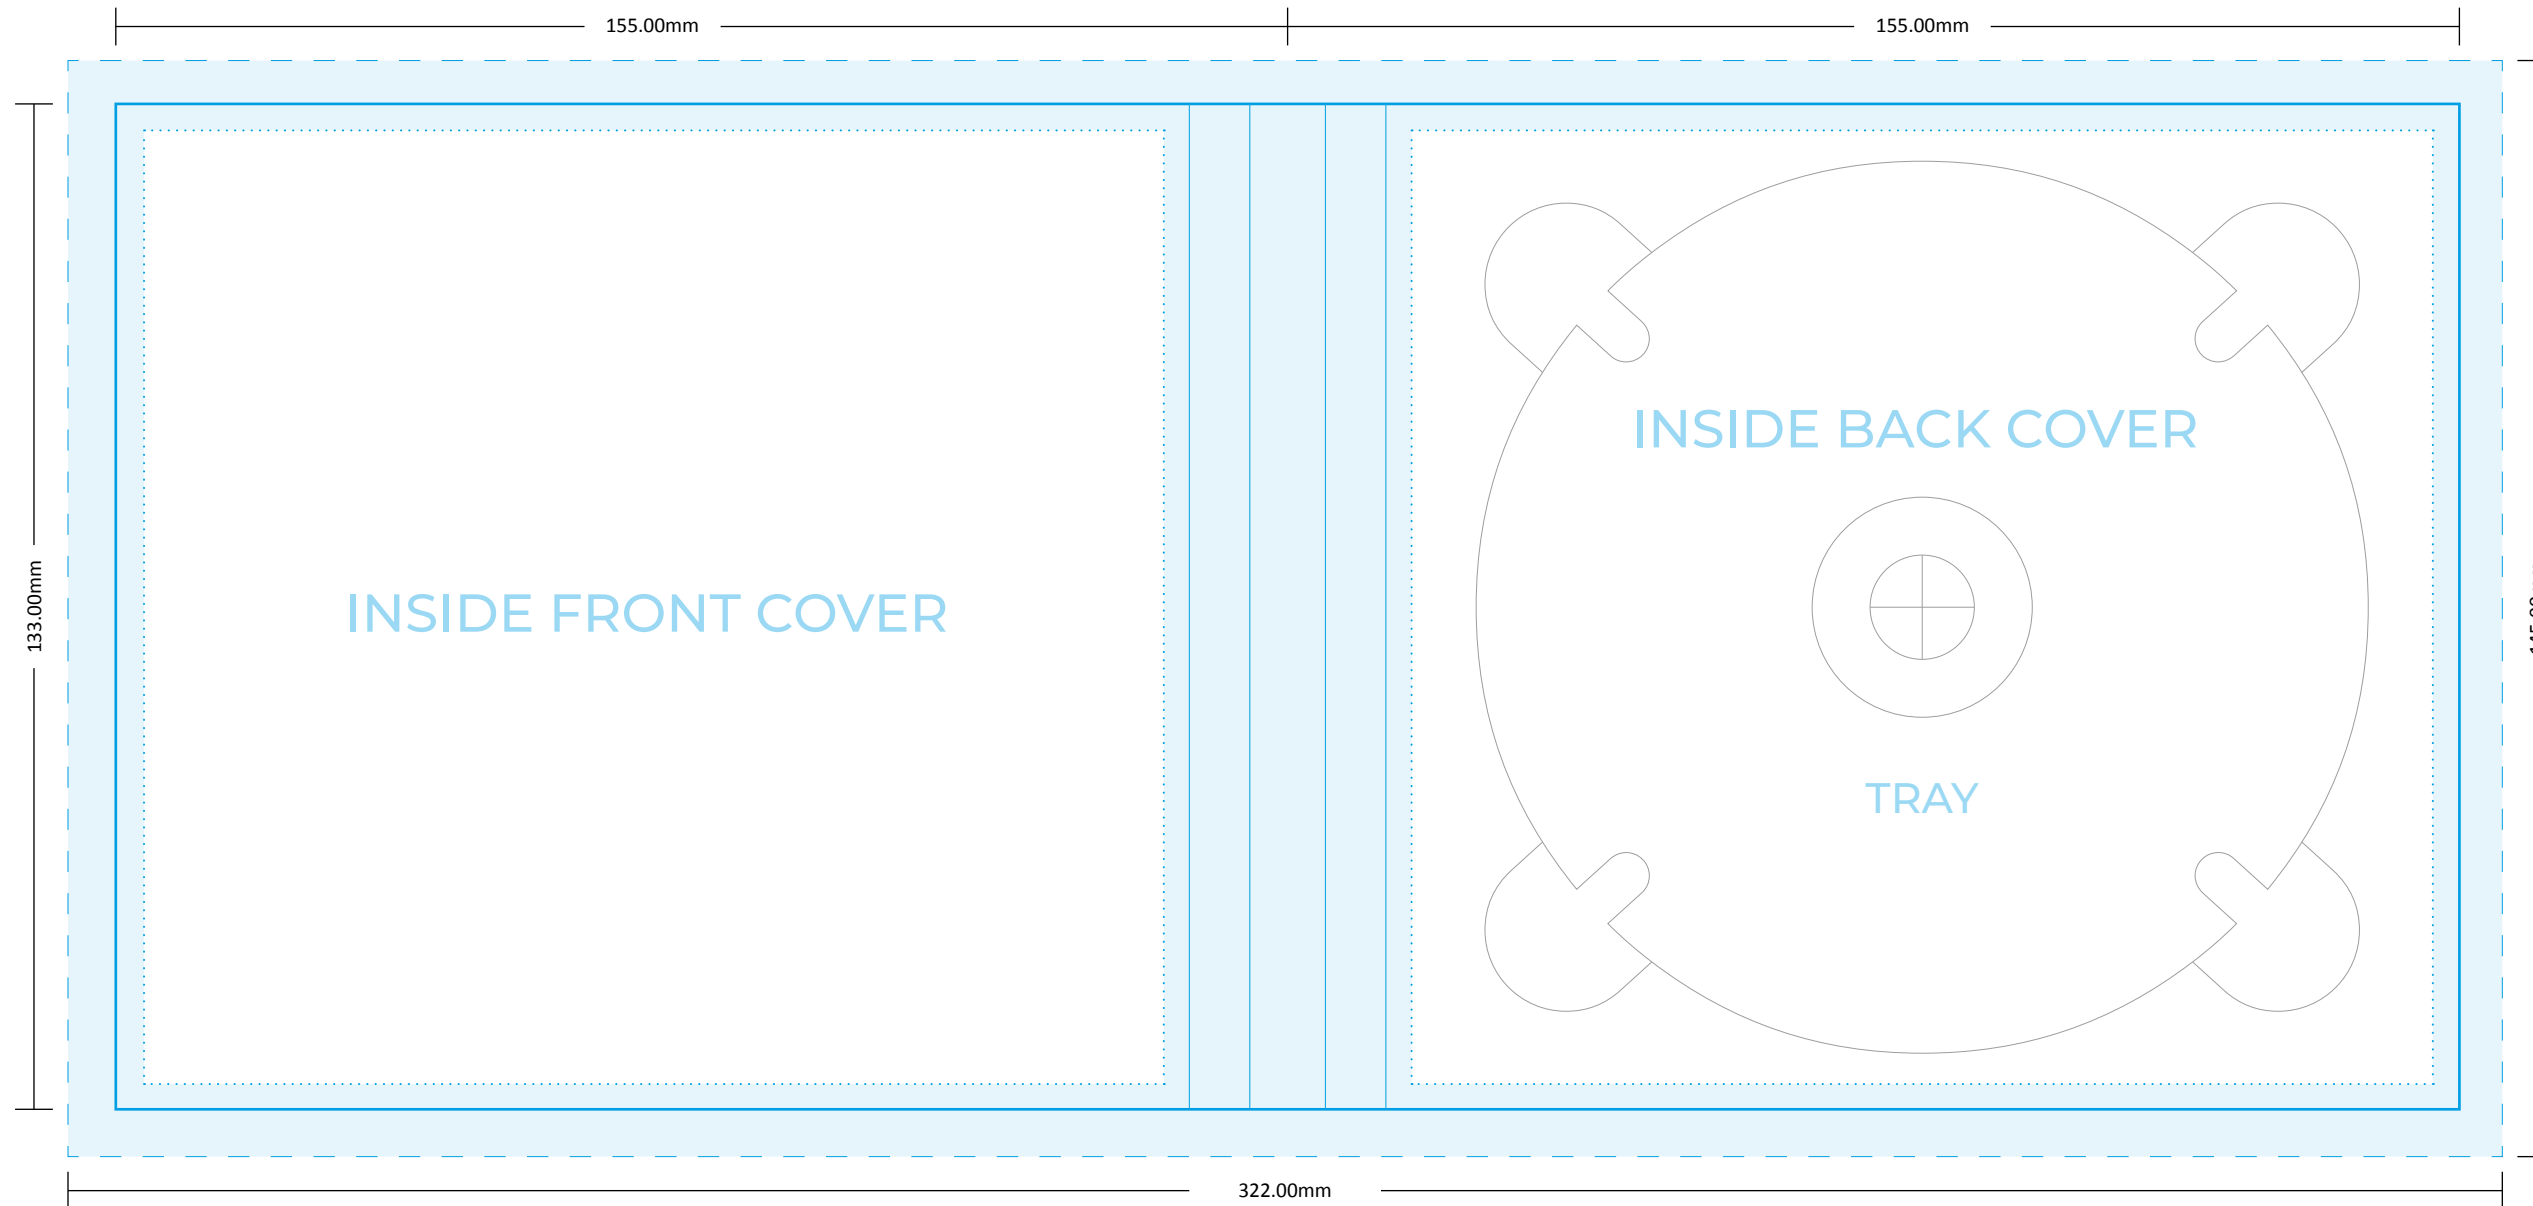 155.00mm
155.00mm
INSIDE BACK COVER
133.00mm
INSIDE FRONT COVER
TRAY
322.00mm